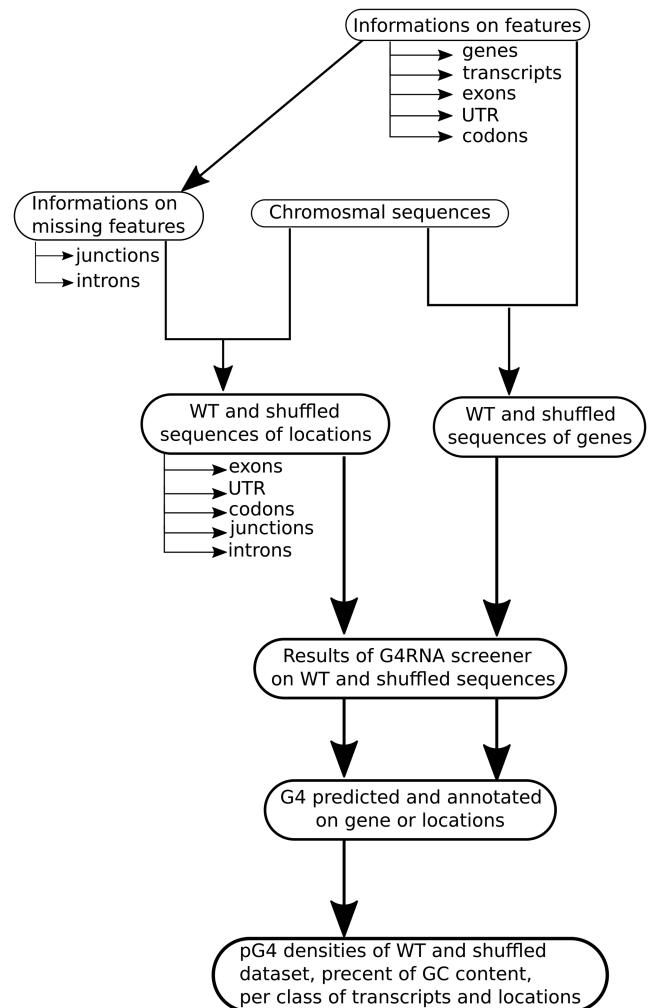 Informations on features
genes
transcripts
exons
UTR
codons
Informations on
missing features
junctions
introns
Chromosmal sequences
WT and shuffled
sequences of locations
exons
UTR
codons
junctions
introns
WT and shuffled
sequences of genes
Results of G4RNA screener
on WT and shuffled sequences
G4 predicted and annotated
on gene or locations
pG4 densities of WT and shuffled
dataset, precent of GC content,
per class of transcripts and locations